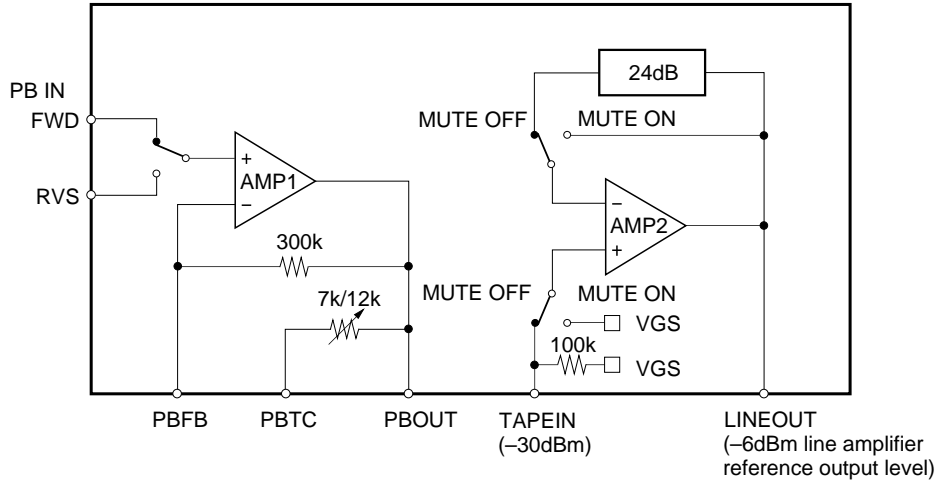 24dB
PB IN
FWD
MUTE OFF
MUTE ON
+
AMP1
−
RVS
−
AMP2
+
300k
7k/12k
MUTE OFF
MUTE ON
VGS
100k
VGS
PBFB
PBTC
PBOUT
TAPEIN
(–30dBm)
LINEOUT
(–6dBm line amplifier
reference output level)